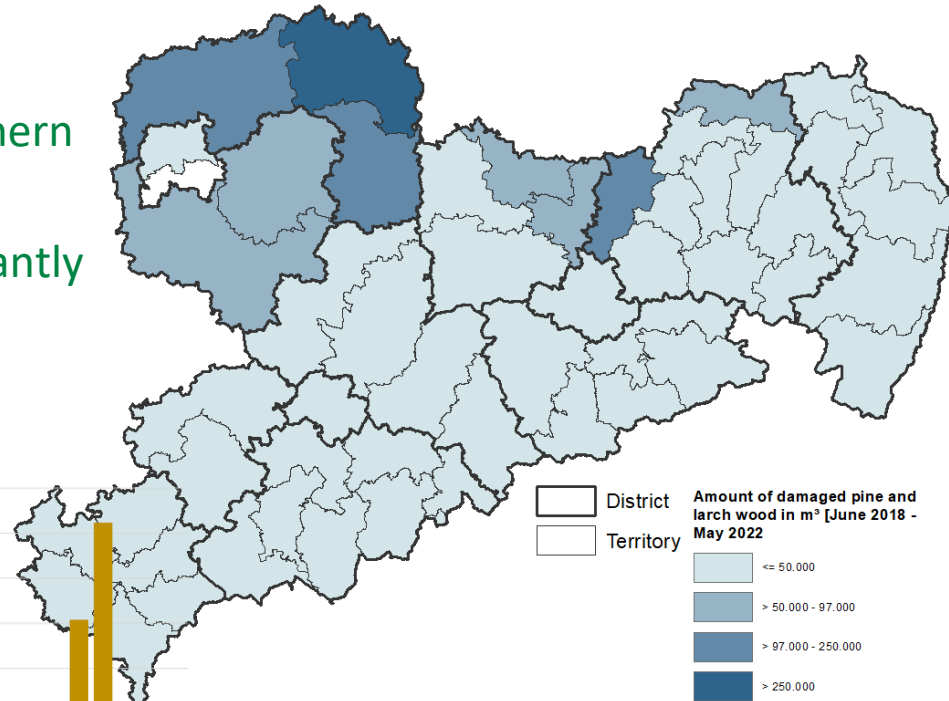 District
Territory
Amount of damaged pine and
larch wood in m³ [June 2018 -
May 2022
<= 50.000
> 50.000 - 97.000
> 97.000 - 250.000
> 250.000